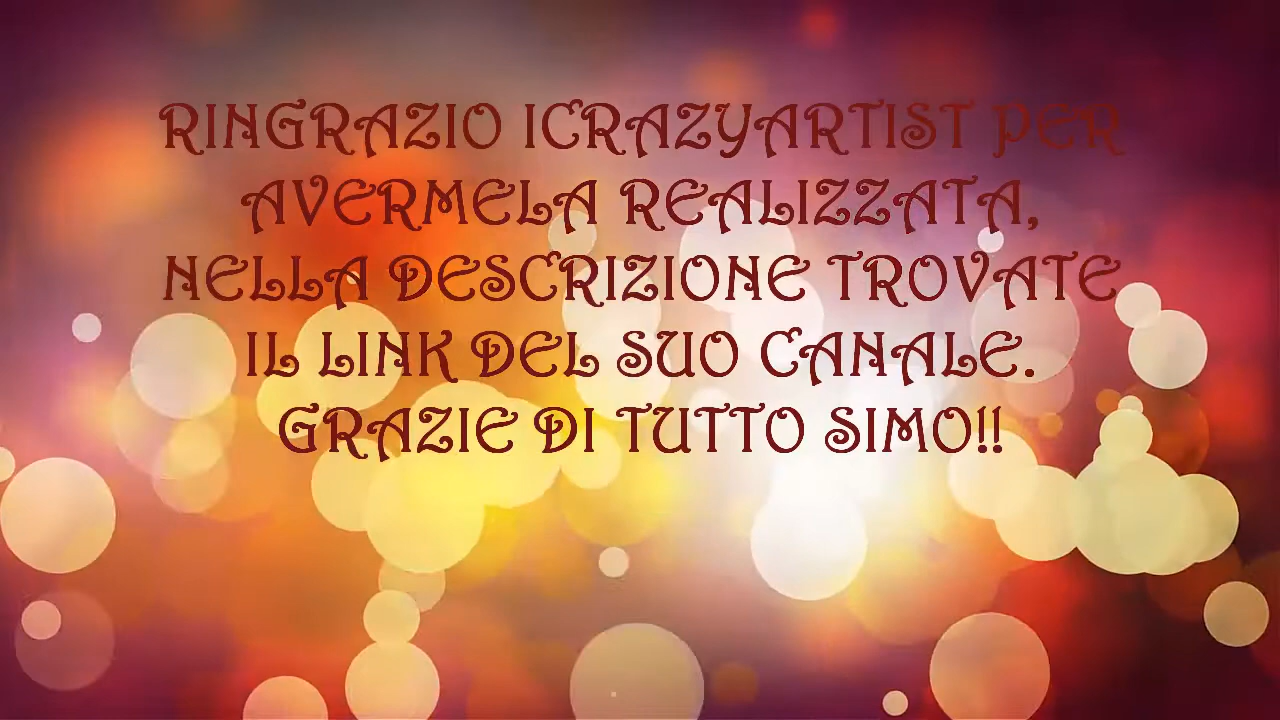 RINGRAZIO ICRAZYARTIST PER
AVERMELA REALIZZATA,
NELLA DESCRIZIONE TROVATE
IL LINK DEL SUO CANALE.
GRAZIE DI TUTTO SIMO!!